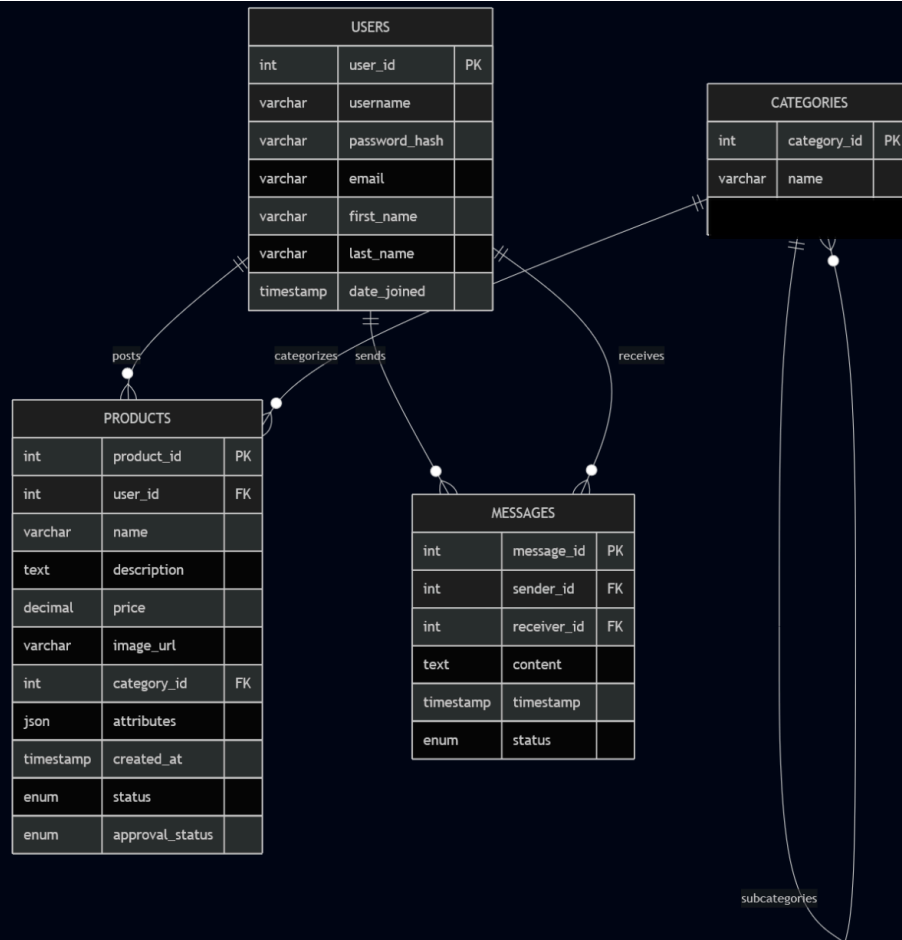 USERS
int user_id PK
varchar username
varchar password_hash
varchar email
varchar first_name
varchar last_name
timestamp date_joined
CATEGORIES
int category_id PK
varchar name
posts
categorizes
sends
receives
PRODUCTS
int product_id PK
int user_id FK
varchar name
text description
decimal price
varchar image_url
int category_id FK
json attributes
timestamp created_at
enum status
enum approval_status
MESSAGES
int message_id PK
int sender_id FK
int receiver_id FK
text content
timestamp timestamp
enum status
subcategories